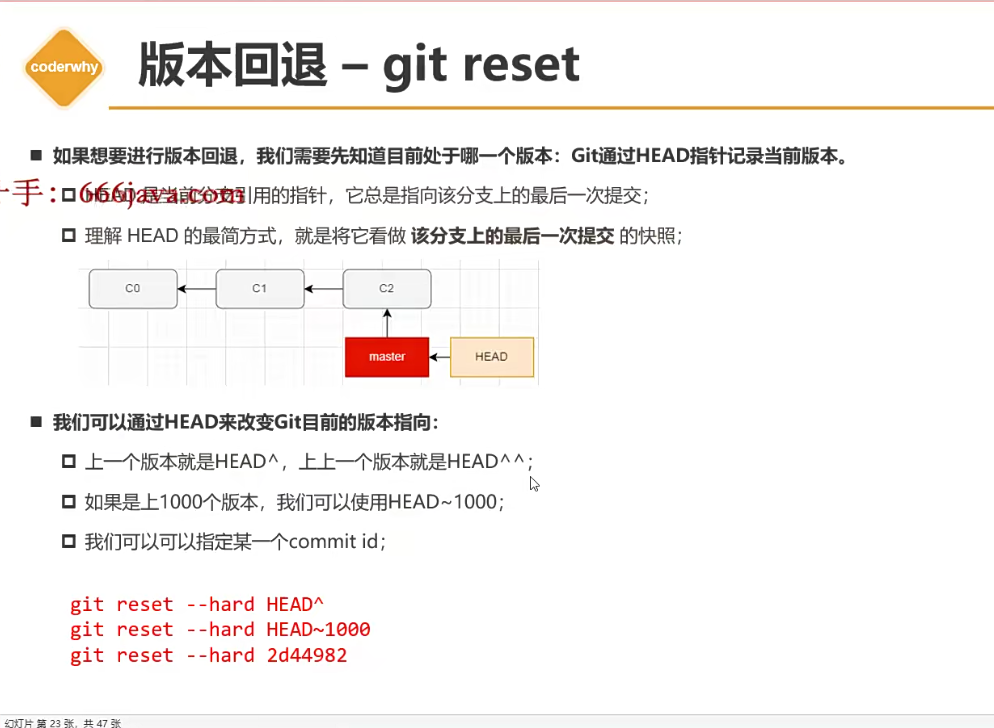 coderwhy
版本回退 – git reset
■ 如果想要进行版本回退，我们需要先知道目前处于哪一个版本：Git通过HEAD指针记录当前版本。
HEAD 是当前分支引用的指针，它总是指向该分支上的最后一次提交；
手：666java.com
理解 HEAD 的最简方式，就是将它看做 该分支上的最后一次提交 的快照；
C0 C1 C2
master HEAD
■ 我们可以通过HEAD来改变Git目前的版本指向：
上一个版本就是HEAD^，上上一个版本就是HEAD^^；
如果是上1000个版本，我们可以使用HEAD~1000；
我们可以可以指定某一个commit id；
git reset --hard HEAD^
git reset --hard HEAD~1000
git reset --hard 2d44982
幻灯片 第 23 张，共 47 张